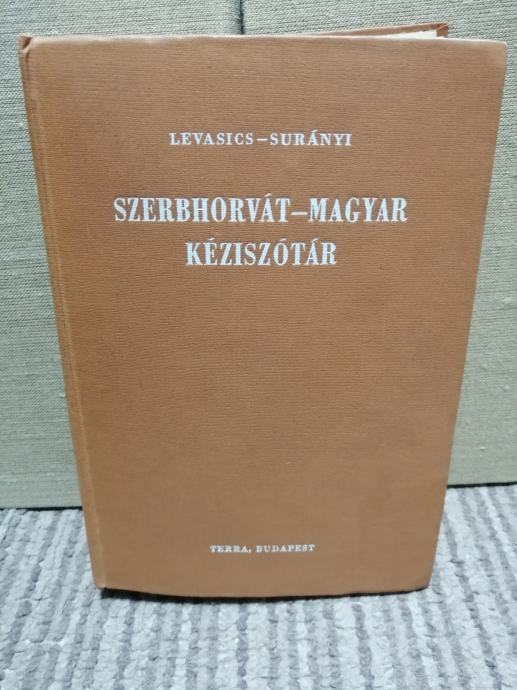 LEVASICS–SURÁNYI
SZERBHORVÁT–MAGYAR
KÉZISZÓTÁR
TERRA, BUDAPEST